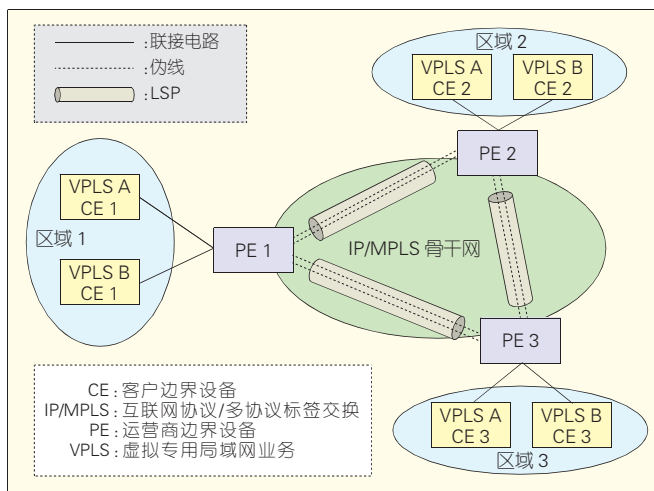 :联接电路
:伪线
:LSP
区域 2
VPLS A
CE 2
VPLS B
CE 2
PE 2
VPLS A
CE 1
区域 1
VPLS B
CE 1
PE 1
IP/MPLS 骨干网
PE 3
VPLS A
CE 3
VPLS B
CE 3
区域 3
CE : 客户边界设备
IP/MPLS : 互联网协议/多协议标签交换
PE : 运营商边界设备
VPLS : 虚拟专用局域网业务